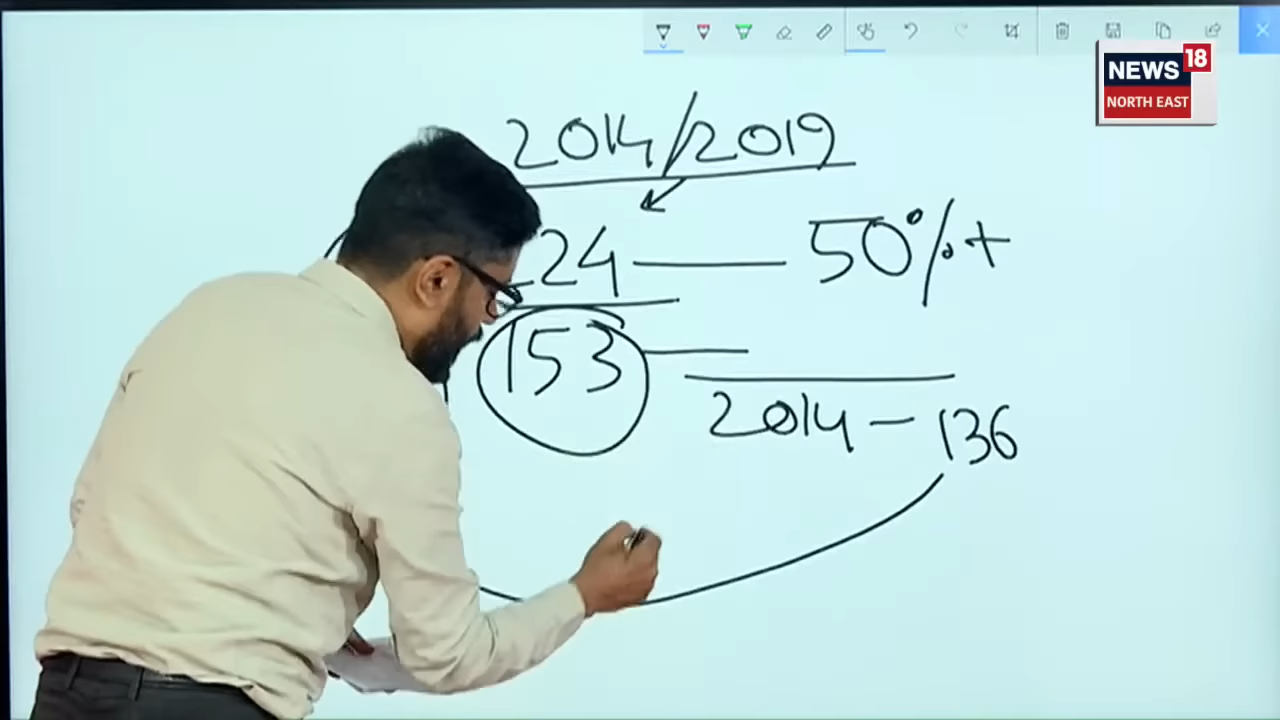 NEWS 18
NORTH EAST
2014/2019
24 — 50%+
153 —
2014 — 136